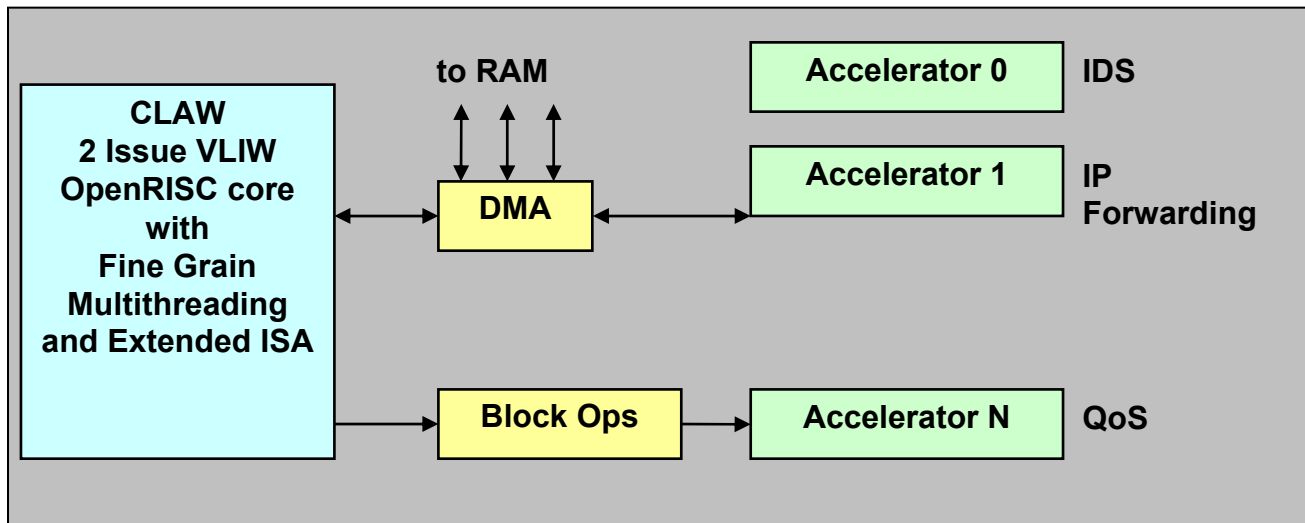 CLAW
2 Issue VLIW
OpenRISC core
with
Fine Grain
Multithreading
and Extended ISA
to RAM
DMA
Block Ops
Accelerator 0
IDS
Accelerator 1
IP
Forwarding
Accelerator N
QoS